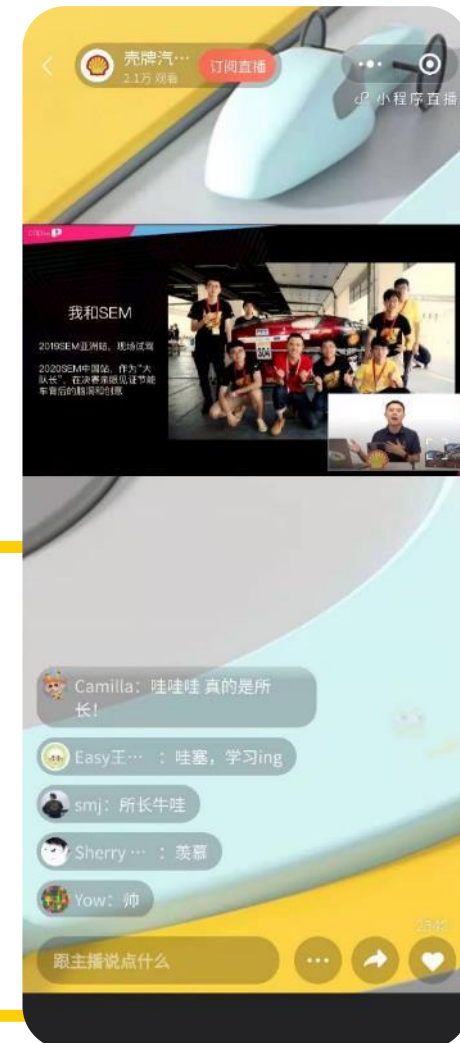 壳牌汽…
2.1万 观看
订阅直播
小程序直播
我和SEM
2019SEM亚洲站，现场试驾
2020SEM中国站，作为“大
队长”，在决赛亲眼见证节能
车背后的脑洞和创意
304
Camilla：哇哇哇 真的是所
长！
Easy王…：哇塞，学习ing
smj：所长牛哇
Sherry …：羡慕
Yow：帅
跟主播说点什么